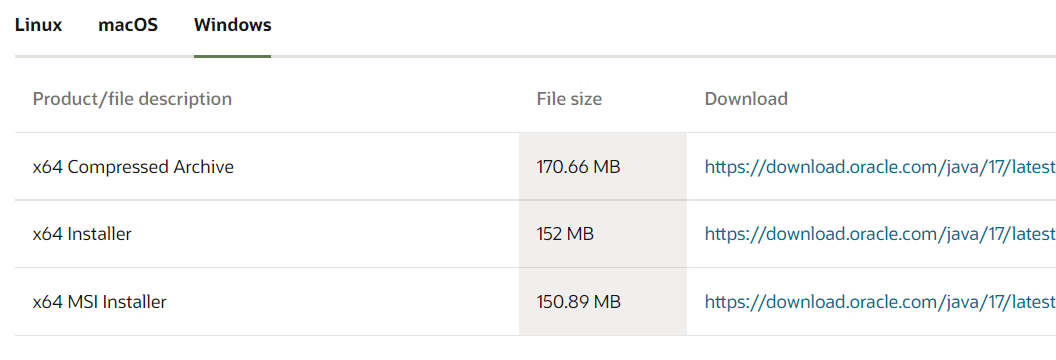 Linux macOS Windows
Product/file description File size Download
x64 Compressed Archive 170.66 MB https://download.oracle.com/java/17/latest
x64 Installer 152 MB https://download.oracle.com/java/17/latest
x64 MSI Installer 150.89 MB https://download.oracle.com/java/17/latest